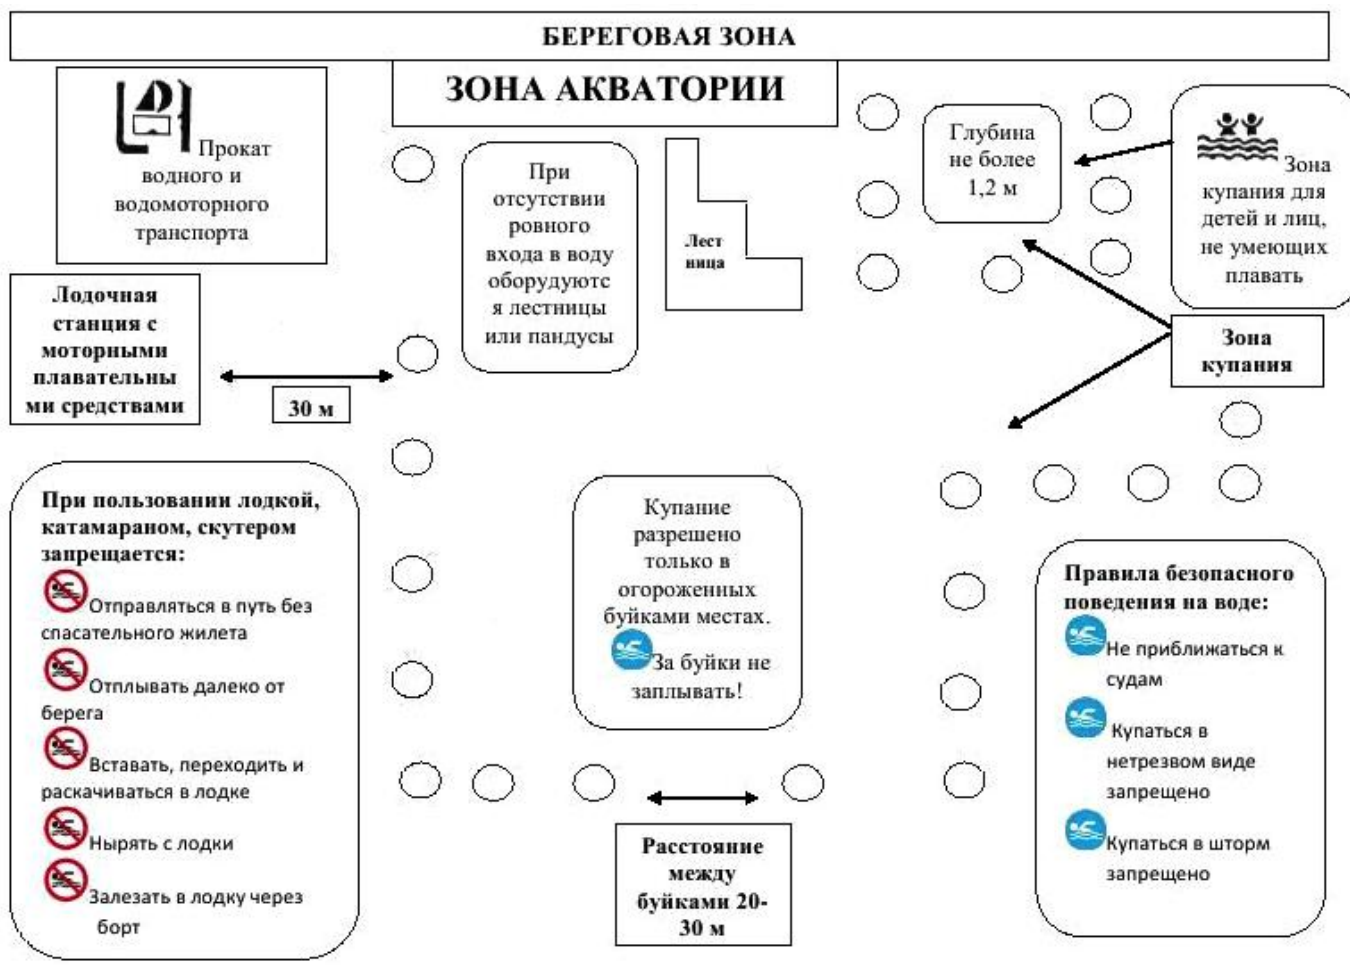 БЕРЕГОВАЯ ЗОНА
ЗОНА АКВАТОРИИ
Прокат
водного и
водомоторного
транспорта
При
отсутствии
ровного
входа в воду
оборудуютс
я лестницы
или пандусы
Лест
ница
Глубина
не более
1,2 м
Зона
купания для
детей и лиц,
не умеющих
плавать
Лодочная
станция с
моторными
плавательны
ми средствами
30 м
Зона
купания
При пользовании лодкой,
катамараном, скутером
запрещается:
Отправляться в путь без
спасательного жилета
Отплывать далеко от
берега
Вставать, переходить и
раскачиваться в лодке
Нырять с лодки
Залезать в лодку через
борт
Купание
разрешено
только в
огороженных
буйками местах.
За буйки не
заплывать!
Расстояние
между
буйками 20-
30 м
Правила безопасного
поведения на воде:
Не приближаться к
судам
Купаться в
нетрезвом виде
запрещено
Купаться в шторм
запрещено